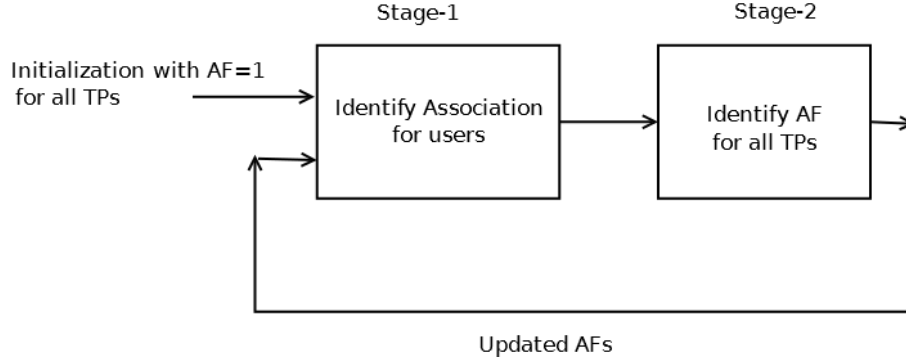 Stage-1
Stage-2
Initialization with AF=1
for all TPs
Identify Association
for users
Identify AF
for all TPs
Updated AFs